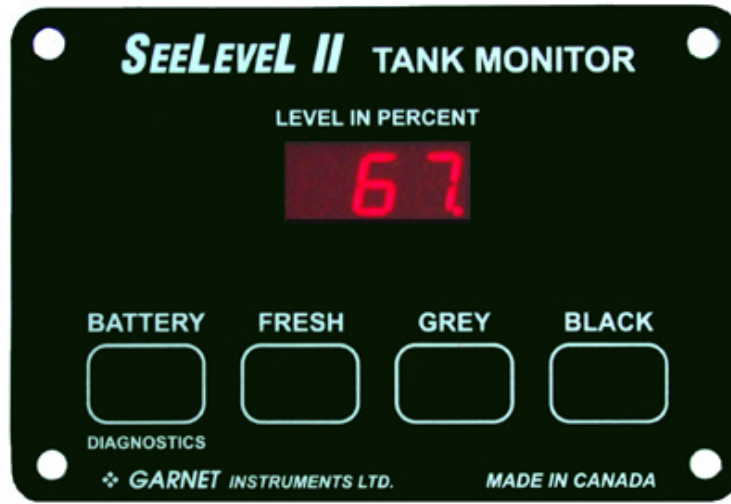 SEELEVEL II TANK MONITOR
LEVEL IN PERCENT
67.
BATTERY FRESH GREY BLACK
DIAGNOSTICS
❖ GARNET INSTRUMENTS LTD. MADE IN CANADA